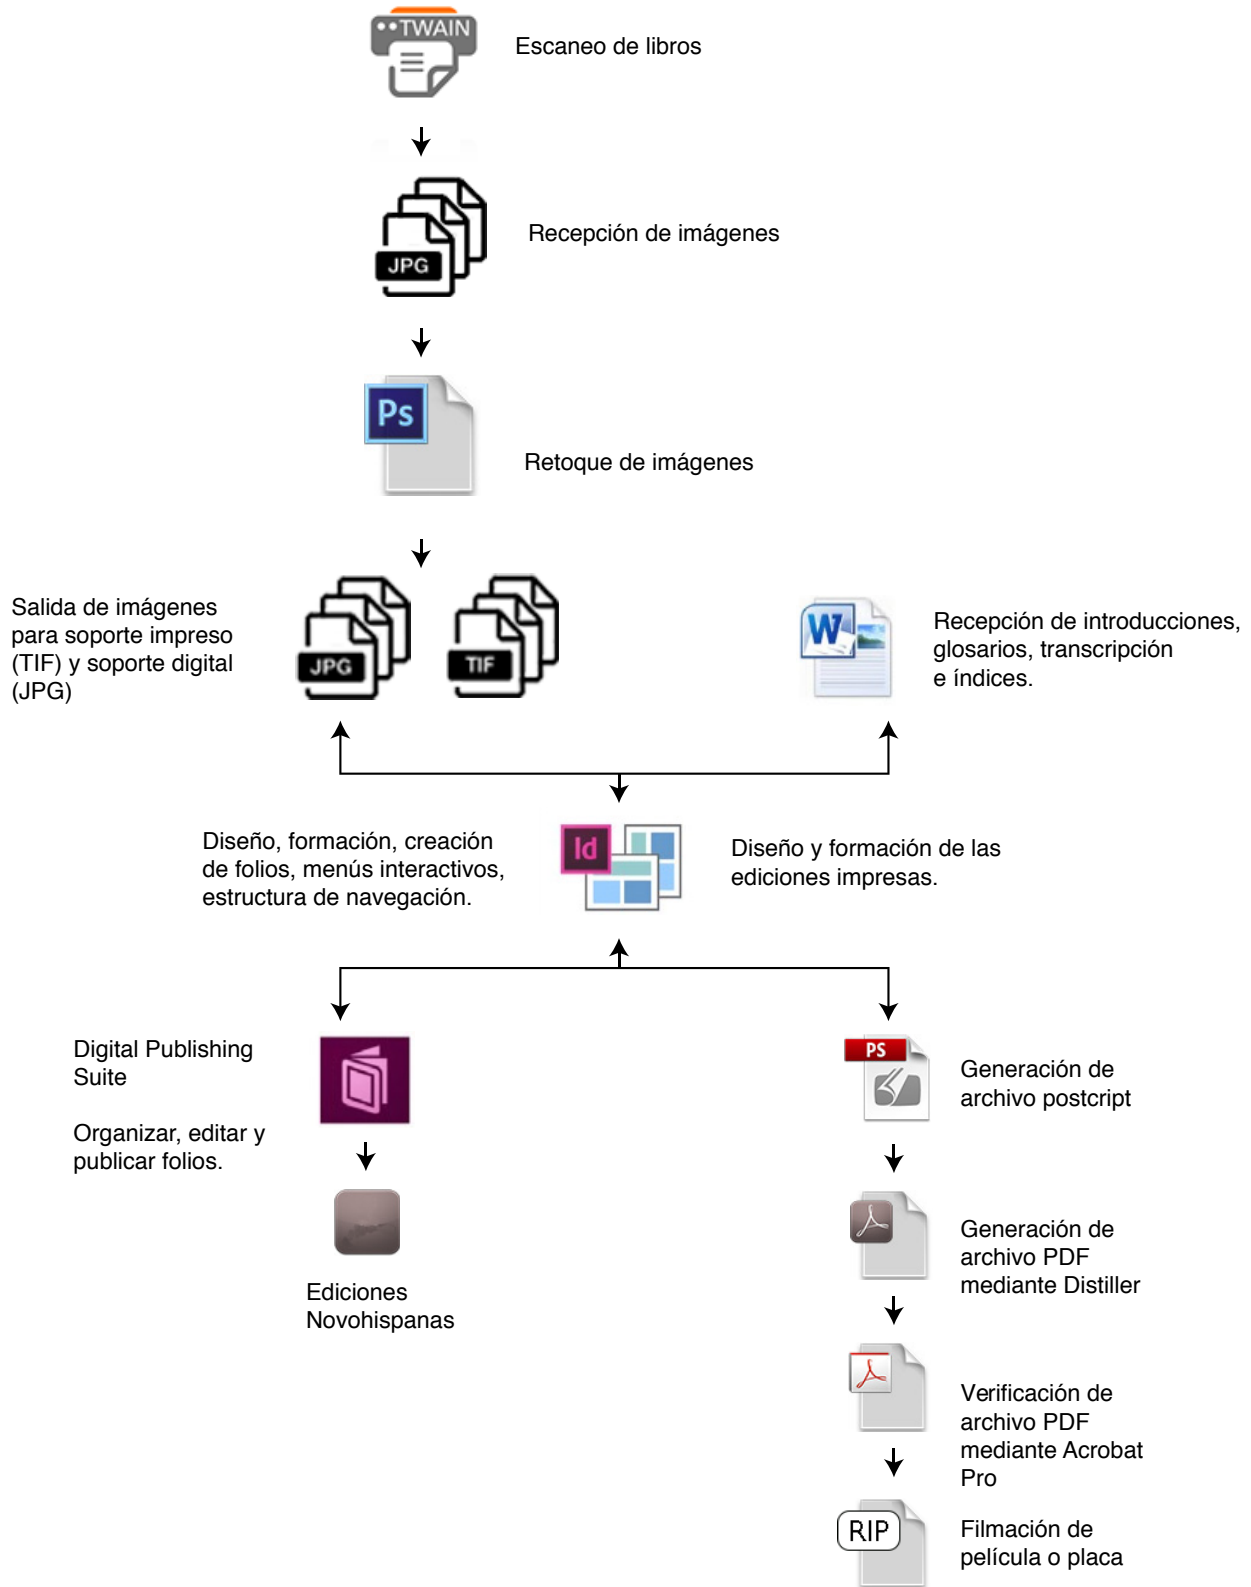 TWAIN
Escaneo de libros
JPG
Recepción de imágenes
Ps
Retoque de imágenes
Salida de imágenes
para soporte impreso
(TIF) y soporte digital
(JPG)
JPG
TIF
W
Recepción de introducciones,
glosarios, transcripción
e índices.
Diseño, formación, creación
de folios, menús interactivos,
estructura de navegación.
Id
Diseño y formación de las
ediciones impresas.
Digital Publishing
Suite
Organizar, editar y
publicar folios.
Ediciones
Novohispanas
PS
Generación de
archivo postcript
Generación de
archivo PDF
mediante Distiller
Verificación de
archivo PDF
mediante Acrobat
Pro
RIP
Filmación de
película o placa